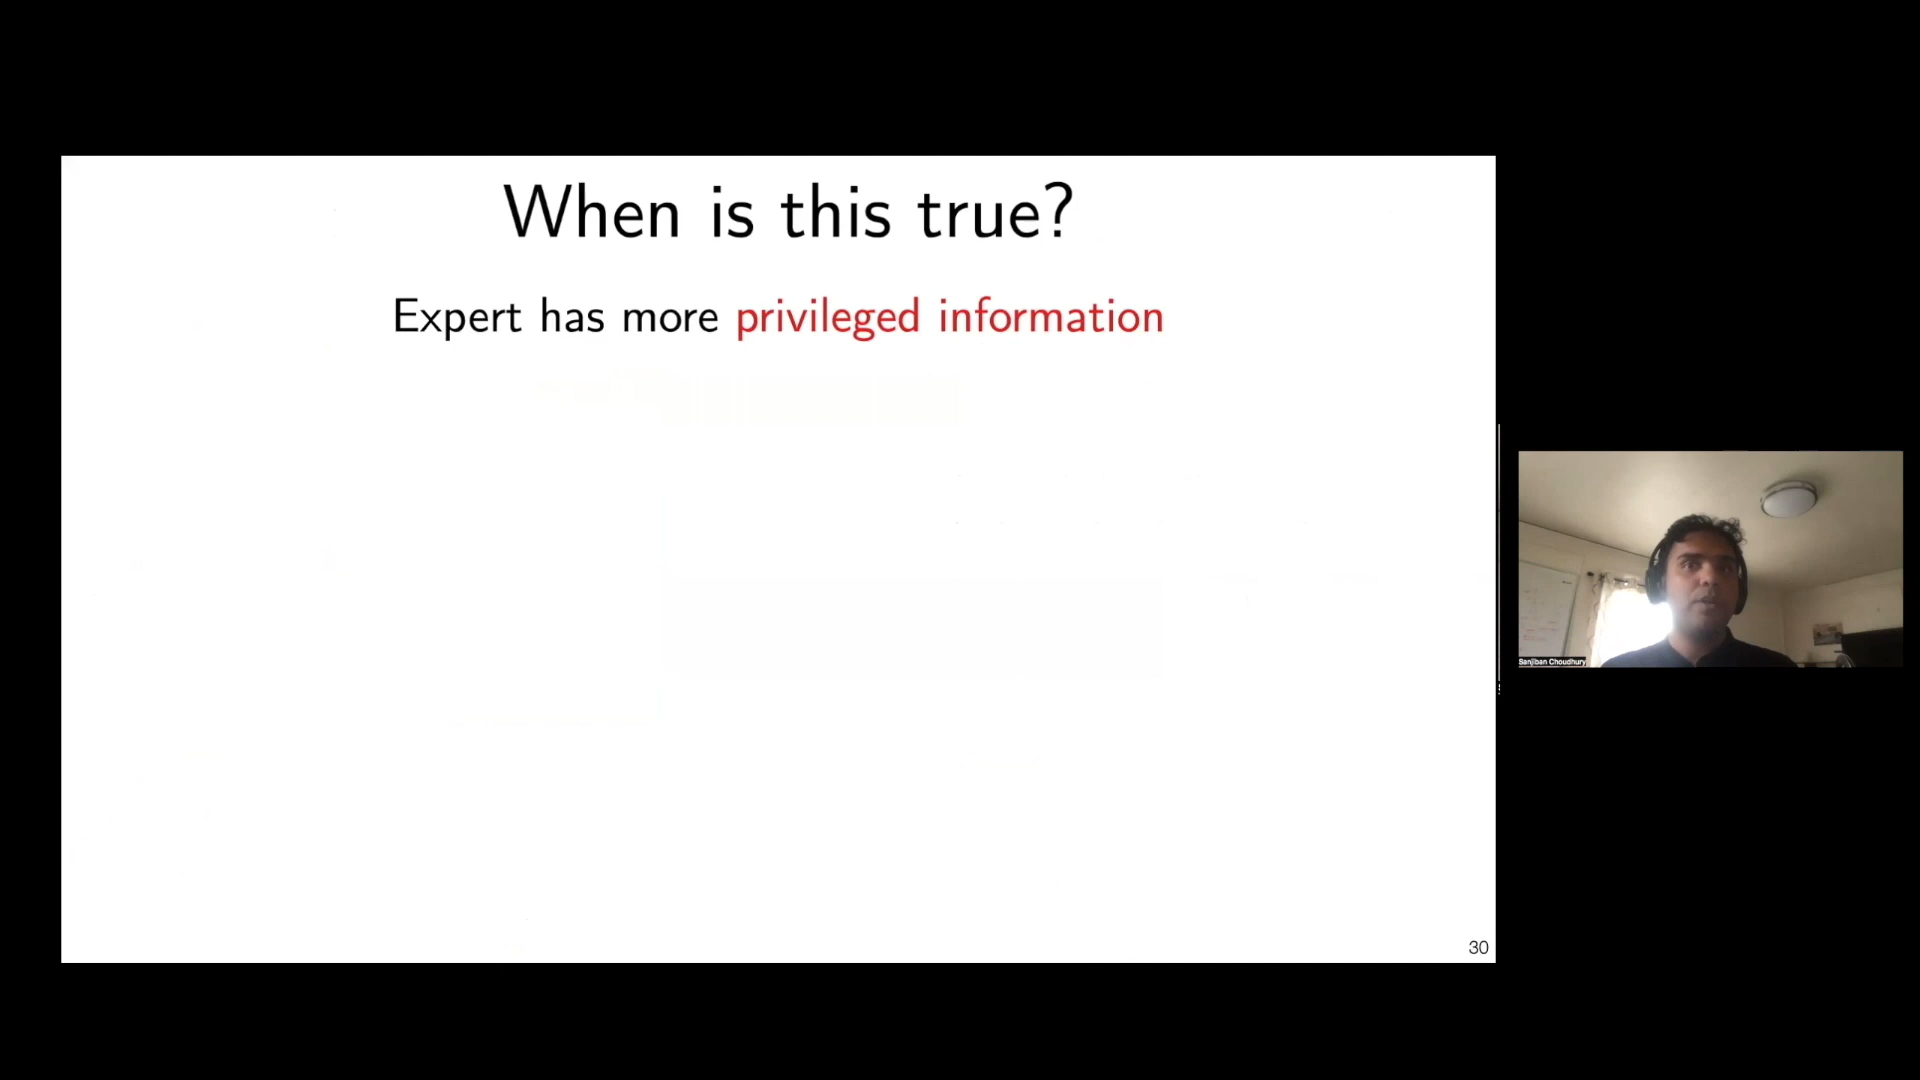 When is this true?
Expert has more privileged information
30
Sanjiban Choudhury